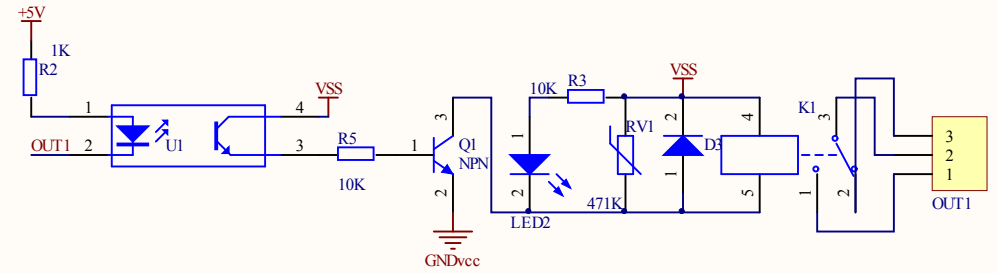 +5V
1K
R2
1
OUT1
2
U1
4
VSS
3
R5
10K
1
3
Q1
NPN
2
GNDvcc
10K
R3
1
2
LED2
RV1
471K
VSS
2
D3
1
4
5
K1
3
1
2
3
2
1
OUT1